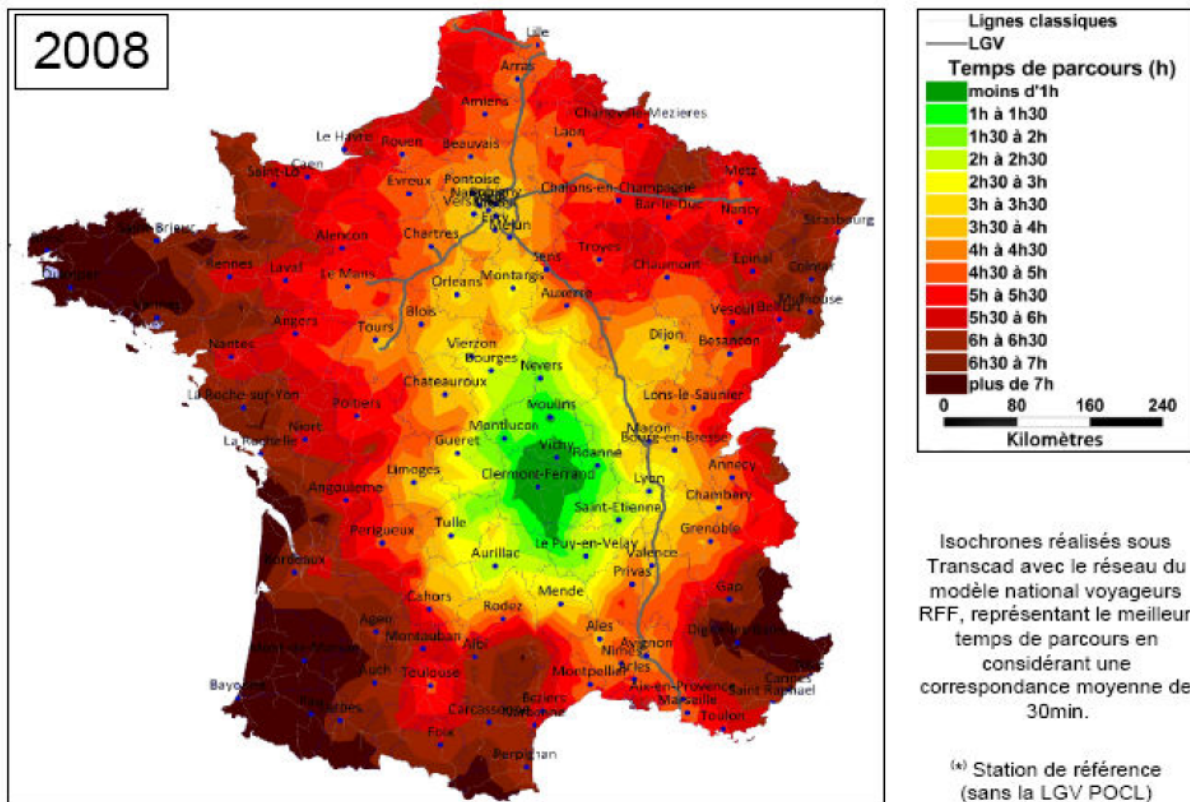 2008
Lille
Arras
Amiens
Charleville-Mezieres
Le Havre
Rouen
Beauvais
Laon
Caen
Saint-Lo
Evreux
Pontoise
Metz
Chalons-en-Champagne
Bar-le-Duc
Nancy
Strasbourg
Saint-Brieuc
Melun
Alencon
Chartres
Troyes
Rennes
Laval
Le Mans
Sens
Chaumont
Epinal
Colmar
Quimper
Orleans
Montargis
Auxerre
Mulhouse
Vannes
Blois
Vesoul
Belfort
Angers
Tours
Dijon
Nantes
Vierzon
Besancon
Bourges
Nevers
Chateauroux
La Roche-sur-Yon
Lons-le-Saunier
Poitiers
Moulins
Niort
Montlucon
Macon
La Rochelle
Gueret
Vichy
Roanne
Bourg-en-Bresse
Limoges
Clermont-Ferrand
Lyon
Annecy
Angouleme
Chambery
Saint-Etienne
Perigueux
Tulle
Grenoble
Le Puy-en-Velay
Aurillac
Valence
Bordeaux
Privas
Cahors
Mende
Gap
Rodez
Agen
Ales
Montauban
Albi
Avignon
Digne-les-Bains
Mont-de-Marsan
Nimes
Arles
Auch
Toulouse
Montpellier
Nice
Cannes
Bayonne
Aix-en-Provence
Saint Raphael
Pau
Tarbes
Beziers
Marseille
Carcassonne
Narbonne
Toulon
Foix
Perpignan
Lignes classiques
LGV
Temps de parcours (h)
moins d'1h
1h à 1h30
1h30 à 2h
2h à 2h30
2h30 à 3h
3h à 3h30
3h30 à 4h
4h à 4h30
4h30 à 5h
5h à 5h30
5h30 à 6h
6h à 6h30
6h30 à 7h
plus de 7h
0 80 160 240
Kilomètres
Isochrones réalisés sous
Transcad avec le réseau du
modèle national voyageurs
RFF, représentant le meilleur
temps de parcours en
considérant une
correspondance moyenne de
30min.
(*) Station de référence
(sans la LGV POCL)